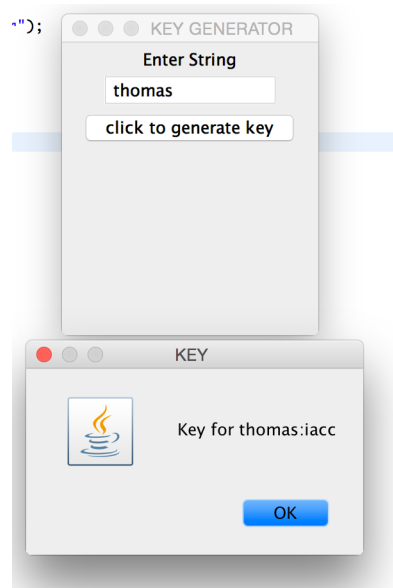 ");
KEY GENERATOR
Enter String
thomas
click to generate key
KEY
Key for thomas:iacc
OK